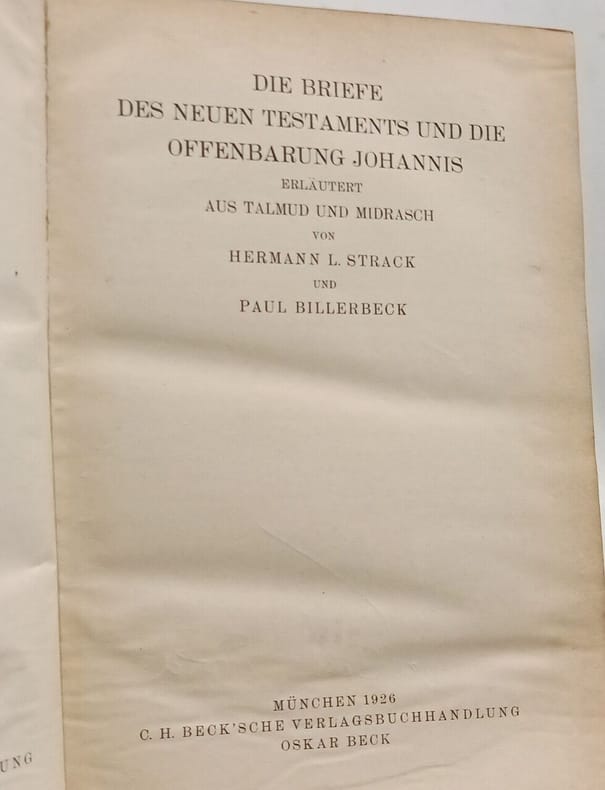 DIE BRIEFE
DES NEUEN TESTAMENTS UND DIE
OFFENBARUNG JOHANNIS
ERLÄUTERT
AUS TALMUD UND MIDRASCH
VON
HERMANN L. STRACK
UND
PAUL BILLERBECK
MÜNCHEN 1926
C. H. BECK'SCHE VERLAGSBUCHHANDLUNG
OSKAR BECK
UNG